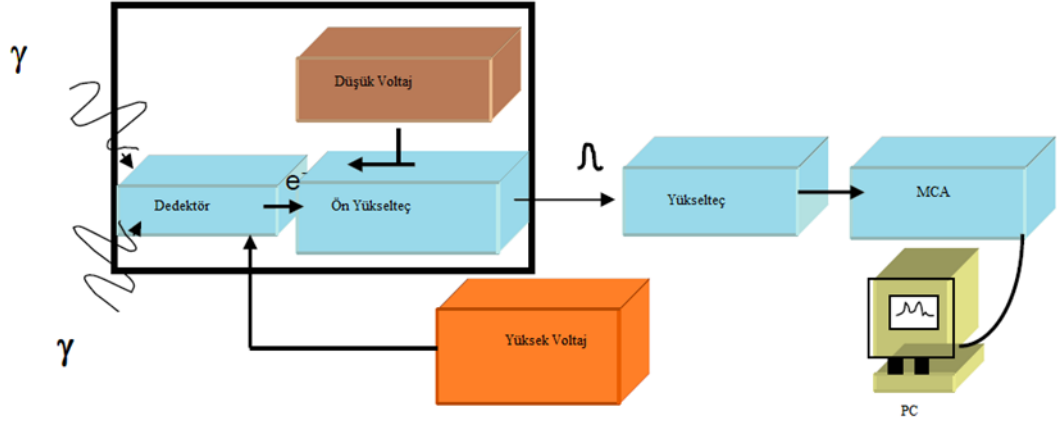 γ
Düşük Voltaj
Dedektör
e⁻
Ön Yükselteç
Yükselteç
MCA
γ
Yüksek Voltaj
PC